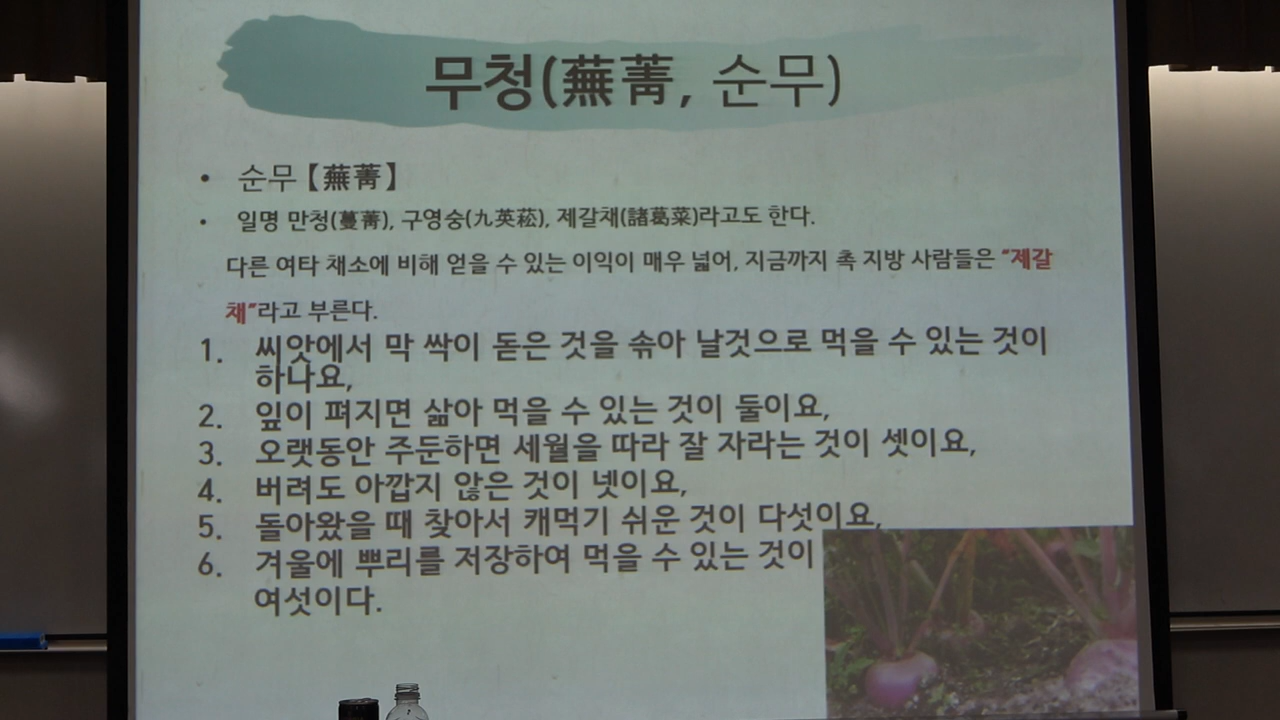 무청(蕪菁, 순무)
• 순무【蕪菁】
• 일명 만청(蔓菁), 구영숭(九英菘), 제갈채(諸葛菜)라고도 한다.
다른 여타 채소에 비해 얻을 수 있는 이익이 매우 넓어, 지금까지 촉 지방 사람들은 “제갈
채”라고 부른다.
1. 씨앗에서 막 싹이 돋은 것을 솎아 날것으로 먹을 수 있는 것이
하나요,
2. 잎이 펴지면 삶아 먹을 수 있는 것이 둘이요,
3. 오랫동안 주둔하면 세월을 따라 잘 자라는 것이 셋이요,
4. 버려도 아깝지 않은 것이 넷이요,
5. 돌아왔을 때 찾아서 캐먹기 쉬운 것이 다섯이요,
6. 겨울에 뿌리를 저장하여 먹을 수 있는 것이
여섯이다.